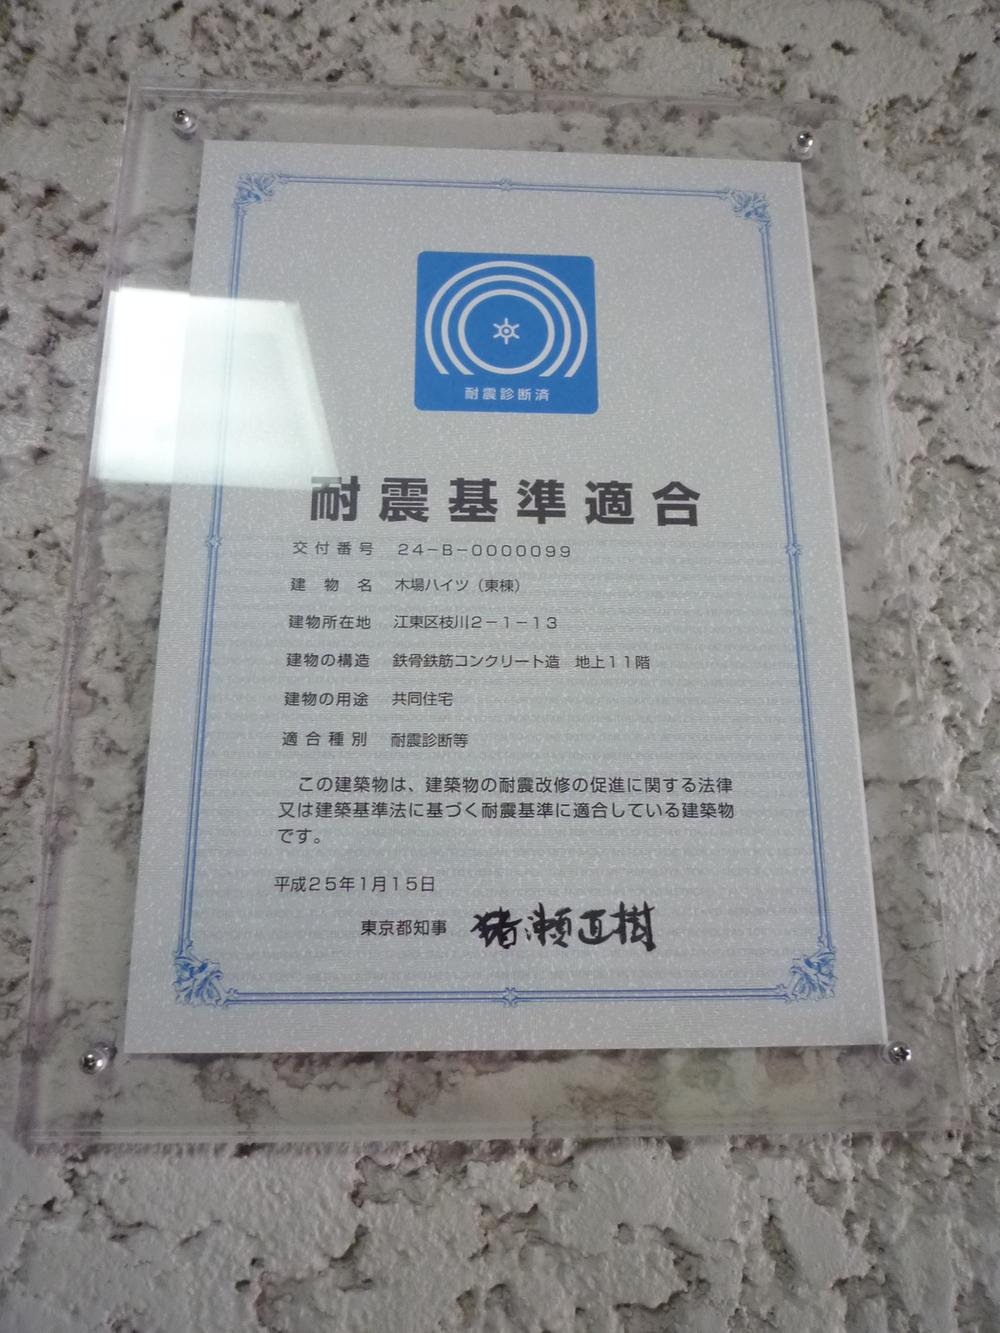 耐震診断済
耐震基準適合
交付番号 24-B-0000099
建物名 木場ハイツ（東棟）
建物所在地 江東区枝川2-1-13
建物の構造 鉄骨鉄筋コンクリート造 地上11階
建物の用途 共同住宅
適合種別 耐震診断等
この建築物は、建築物の耐震改修の促進に関する法律
又は建築基準法に基づく耐震基準に適合している建築物
です。
平成25年1月15日
東京都知事 猪瀬直樹